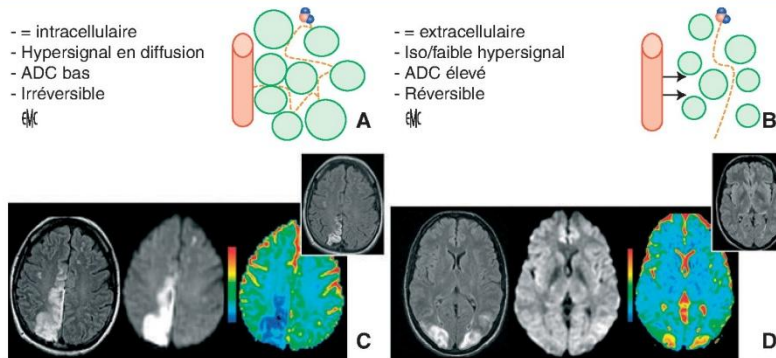 - = intracellulaire
- Hypersignal en diffusion
- ADC bas
- Irréversible
EMC
A
- = extracellulaire
- Iso/faible hypersignal
- ADC élevé
- Réversible
EMC
B
C
D